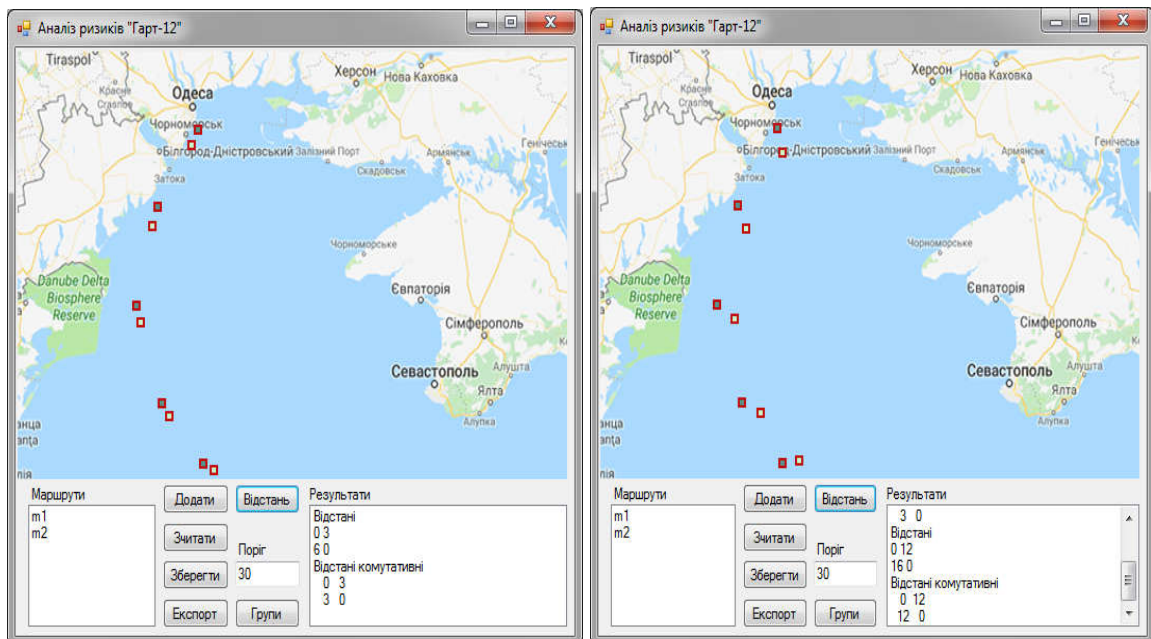 Аналіз ризиків "Гарт-12"
Tiraspol
Красне
Crasnoe
Одеса
Херсон
Нова Каховка
Чорноморськ
Білгород-Дністровський
Залізний Порт
Армянськ
Генічеськ
Затока
Скадовськ
Чорноморське
Danube Delta
Biosphere
Reserve
Євпаторія
Сімферополь
Севастополь
Алушта
Ялта
Алупка
Маршрути
m1
m2
Додати
Відстань
Зчитати
Поріг
Зберегти
30
Експорт
Групи
Результати
Відстані
0 3
6 0
Відстані комутативні
0 3
3 0
Аналіз ризиків "Гарт-12"
Tiraspol
Красне
Crasnoe
Одеса
Херсон
Нова Каховка
Чорноморськ
Білгород-Дністровський
Залізний Порт
Армянськ
Генічеськ
Затока
Скадовськ
Чорноморське
Danube Delta
Biosphere
Reserve
Євпаторія
Сімферополь
Севастополь
Алушта
Ялта
Алупка
Маршрути
m1
m2
Додати
Відстань
Зчитати
Поріг
Зберегти
30
Експорт
Групи
Результати
3 0
Відстані
0 12
16 0
Відстані комутативні
0 12
12 0